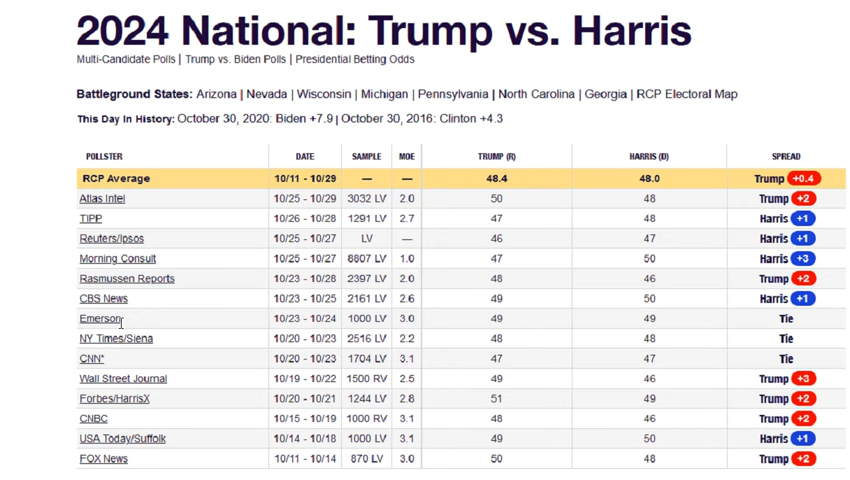 2024 National: Trump vs. Harris
Multi-Candidate Polls | Trump vs. Biden Polls | Presidential Betting Odds
Battleground States: Arizona | Nevada | Wisconsin | Michigan | Pennsylvania | North Carolina | Georgia | RCP Electoral Map
This Day In History: October 30, 2020: Biden +7.9 | October 30, 2016: Clinton +4.3
POLLSTER DATE SAMPLE MOE TRUMP (R) HARRIS (D) SPREAD
RCP Average 10/11 - 10/29 — — 48.4 48.0 Trump +0.4
Atlas Intel 10/25 - 10/29 3032 LV 2.0 50 48 Trump +2
TIPP 10/26 - 10/28 1291 LV 2.7 47 48 Harris +1
Reuters/Ipsos 10/25 - 10/27 LV — 46 47 Harris +1
Morning Consult 10/25 - 10/27 8807 LV 1.0 47 50 Harris +3
Rasmussen Reports 10/23 - 10/28 2397 LV 2.0 48 46 Trump +2
CBS News 10/23 - 10/25 2161 LV 2.6 49 50 Harris +1
Emerson 10/23 - 10/24 1000 LV 3.0 49 49 Tie
NY Times/Siena 10/20 - 10/23 2516 LV 2.2 48 48 Tie
CNN* 10/20 - 10/23 1704 LV 3.1 47 47 Tie
Wall Street Journal 10/19 - 10/22 1500 RV 2.5 49 46 Trump +3
Forbes/HarrisX 10/20 - 10/21 1244 LV 2.8 51 49 Trump +2
CNBC 10/15 - 10/19 1000 RV 3.1 48 46 Trump +2
USA Today/Suffolk 10/14 - 10/18 1000 LV 3.1 49 50 Harris +1
FOX News 10/11 - 10/14 870 LV 3.0 50 48 Trump +2